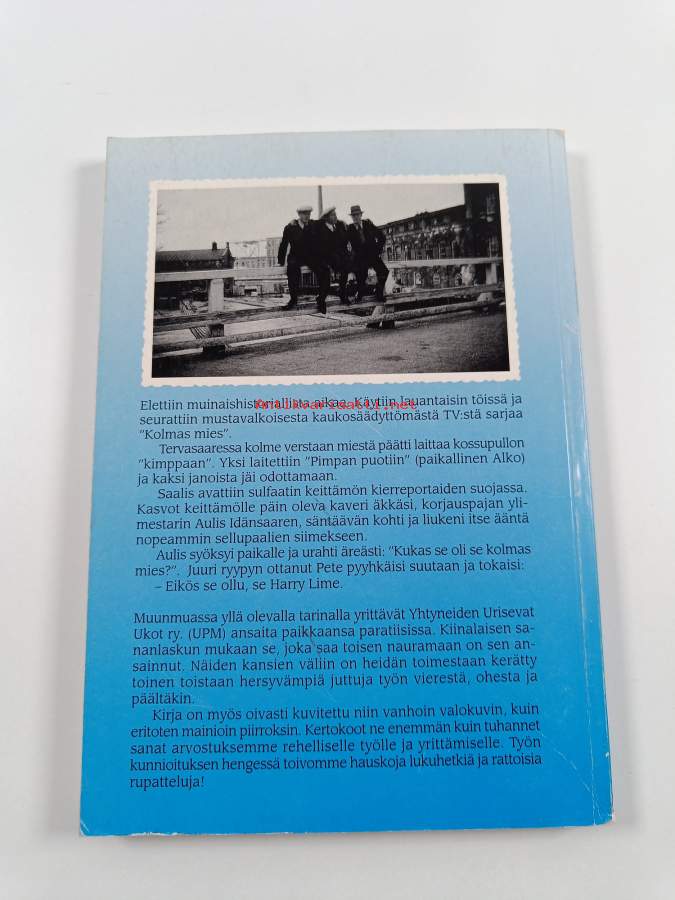 Elettiin muinaishistoriallista aikaa. Käytiin lauantaisin töissä ja
Antikvariaatti.net
seurattiin mustavalkoisesta kaukosäädyttömästä TV:stä sarjaa
"Kolmas mies".
Tervasaaressa kolme verstaan miestä päätti laittaa kossupullon
"kimppaan". Yksi laitettiin "Pimpan puotiin" (paikallinen Alko)
ja kaksi janoista jäi odottamaan.
Saalis avattiin sulfaatin keittämön kierreportaiden suojassa.
Kasvot keittämölle päin oleva kaveri äkkäsi, korjauspajan yli-
mestarin Aulis Idänsaaren, säntäävän kohti ja liukeni itse ääntä
nopeammin sellupaalien siimekseen.
Aulis syöksyi paikalle ja urahti äreästi: "Kukas se oli se kolmas
mies?". Juuri ryypyn ottanut Pete pyyhkäisi suutaan ja tokaisi:
– Eikös se ollu, se Harry Lime.
Muunmuassa yllä olevalla tarinalla yrittävät Yhtyneiden Urisevat
Ukot ry. (UPM) ansaita paikkaansa paratiisissa. Kiinalaisen sa-
nanlaskun mukaan se, joka saa toisen nauramaan on sen an-
sainnut. Näiden kansien väliin on heidän toimestaan kerätty
toinen toistaan hersyvämpiä juttuja työn vierestä, ohesta ja
päältäkin.
Kirja on myös oivasti kuvitettu niin vanhoin valokuvin, kuin
eritoten mainioin piirroksin. Kertokoot ne enemmän kuin tuhannet
sanat arvostuksemme rehelliselle työlle ja yrittämiselle. Työn
kunnioituksen hengessä toivomme hauskoja lukuhetkiä ja rattoisia
rupatteluja!